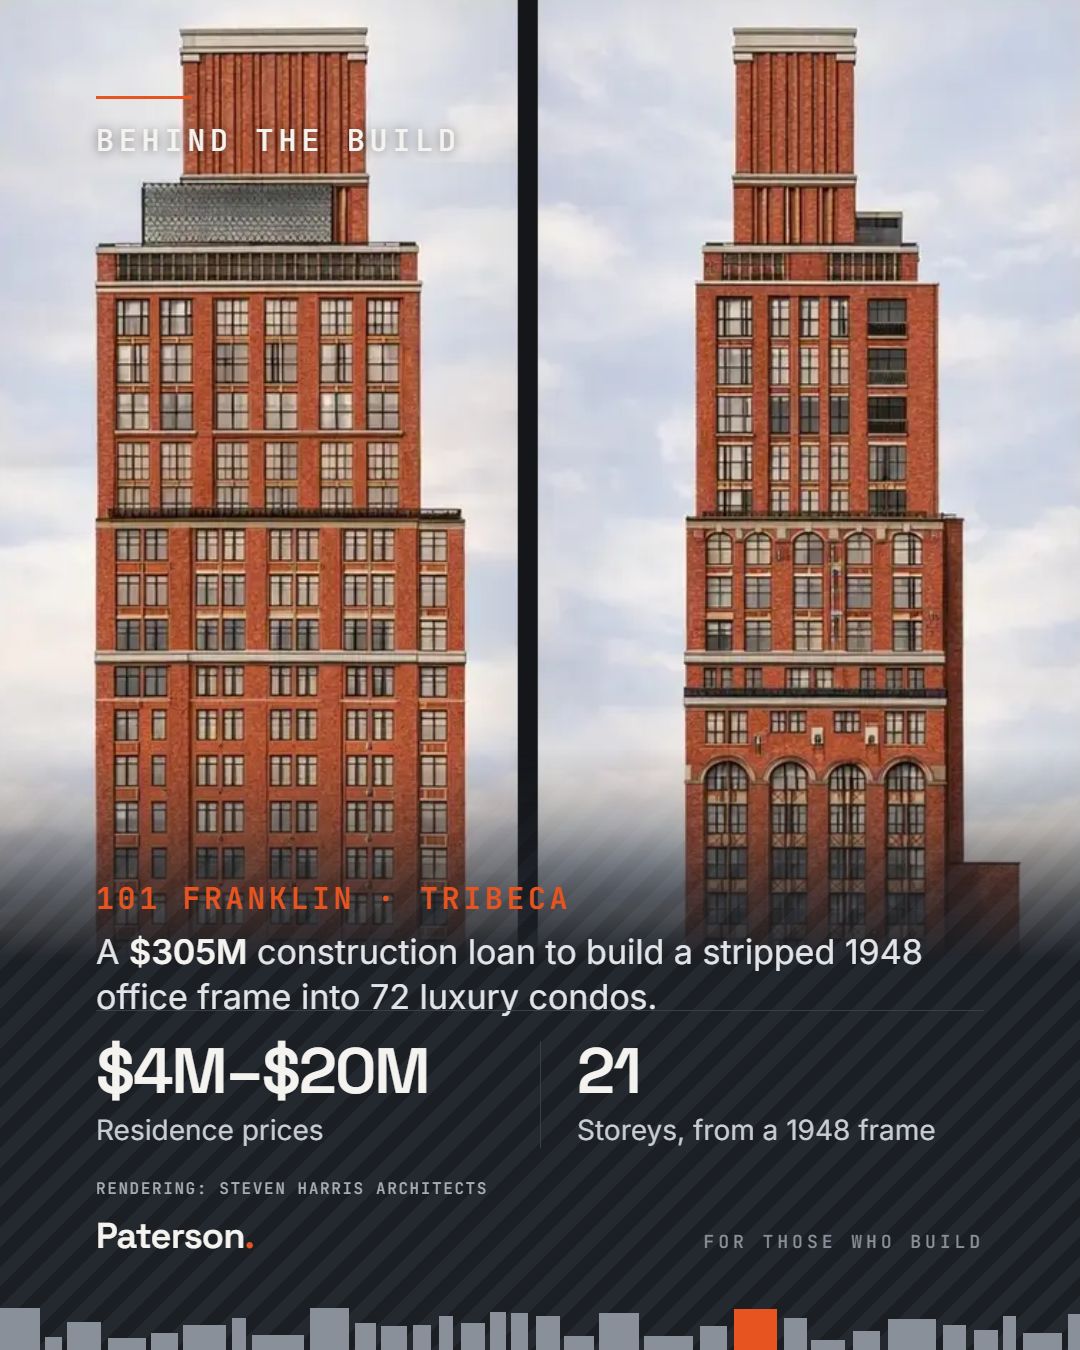 BEHIND THE BUILD
101 FRANKLIN · TRIBECA
A $305M construction loan to build a stripped 1948
office frame into 72 luxury condos.
$4M–$20M
Residence prices
21
Storeys, from a 1948 frame
RENDERING: STEVEN HARRIS ARCHITECTS
Paterson.
FOR THOSE WHO BUILD